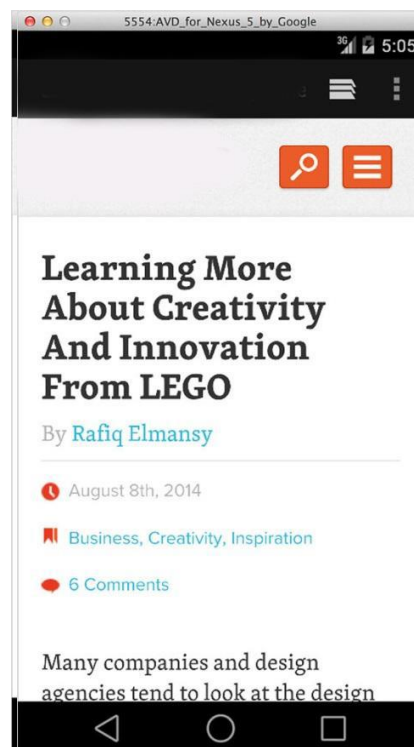 5554:AVD_for_Nexus_5_by_Google
3G 5:05
Learning More
About Creativity
And Innovation
From LEGO
By Rafiq Elmansy
August 8th, 2014
Business, Creativity, Inspiration
6 Comments
Many companies and design
agencies tend to look at the design